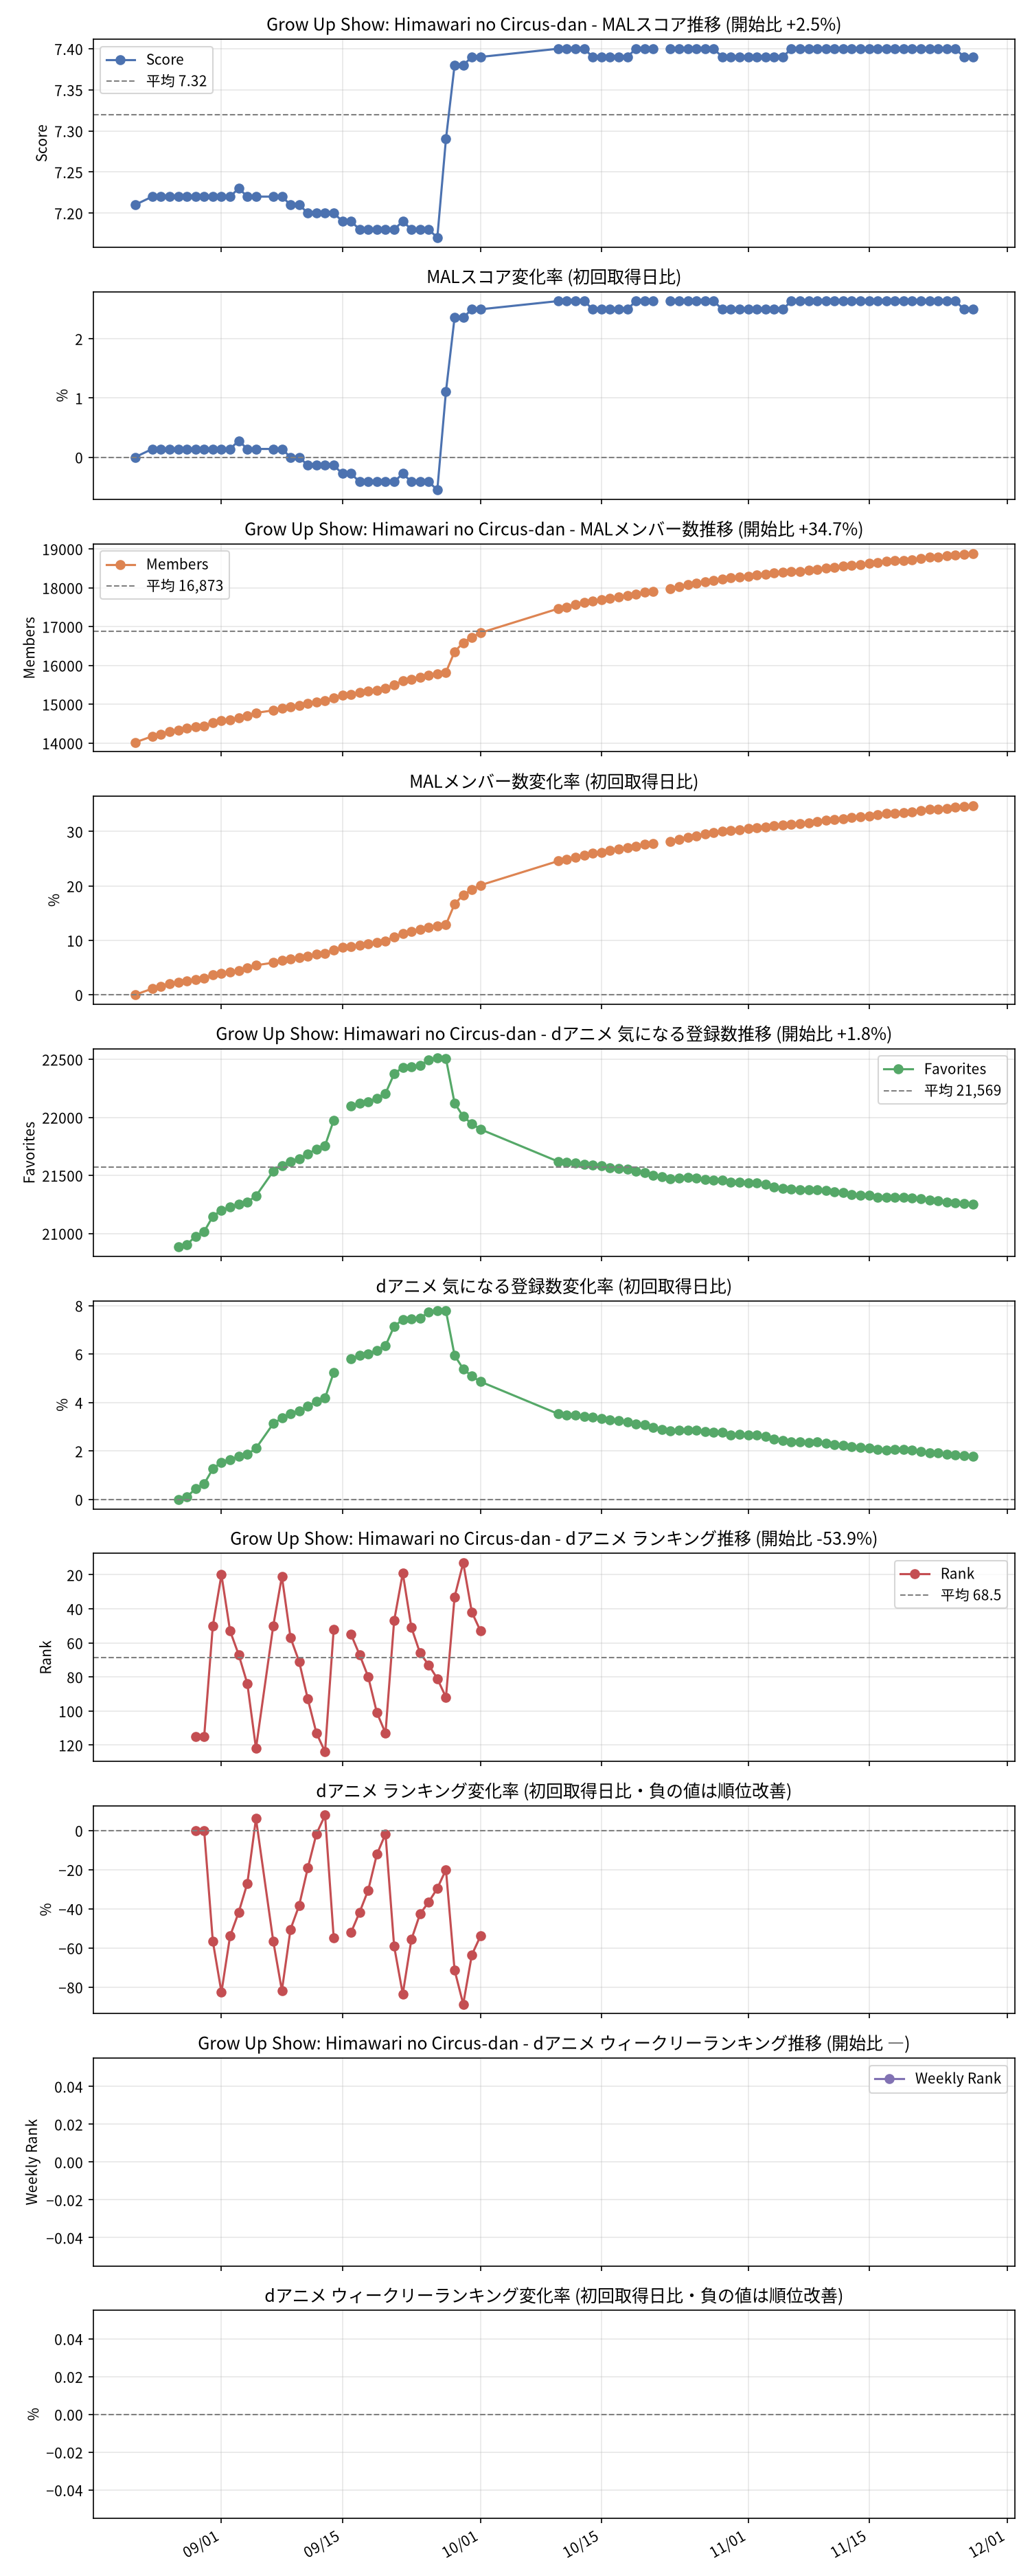 Grow Up Show: Himawari no Circus-dan - MALスコア推移 (開始比 +2.5%)
Score
平均 7.32
Score
7.40
7.35
7.30
7.25
7.20
MALスコア変化率 (初回取得日比)
%
2
1
0
Grow Up Show: Himawari no Circus-dan - MALメンバー数推移 (開始比 +34.7%)
Members
平均 16,873
Members
19000
18000
17000
16000
15000
14000
MALメンバー数変化率 (初回取得日比)
%
30
20
10
0
Grow Up Show: Himawari no Circus-dan - dアニメ 気になる登録数推移 (開始比 +1.8%)
Favorites
平均 21,569
Favorites
22500
22000
21500
21000
dアニメ 気になる登録数変化率 (初回取得日比)
%
8
6
4
2
0
Grow Up Show: Himawari no Circus-dan - dアニメ ランキング推移 (開始比 -53.9%)
Rank
平均 68.5
Rank
20
40
60
80
100
120
dアニメ ランキング変化率 (初回取得日比・負の値は順位改善)
%
0
−20
−40
−60
−80
Grow Up Show: Himawari no Circus-dan - dアニメ ウィークリーランキング推移 (開始比 —)
Weekly Rank
Weekly Rank
0.04
0.02
0.00
−0.02
−0.04
dアニメ ウィークリーランキング変化率 (初回取得日比・負の値は順位改善)
%
0.04
0.02
0.00
−0.02
−0.04
09/01
09/15
10/01
10/15
11/01
11/15
12/01